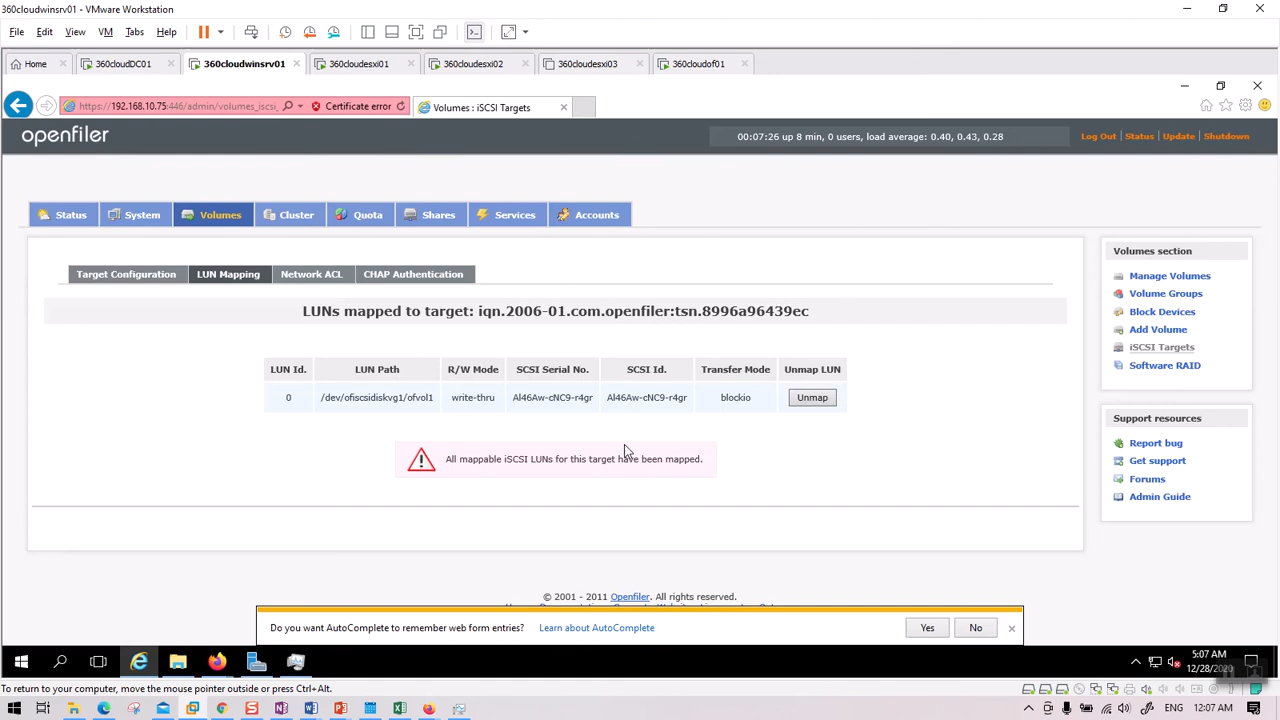 360cloudwinsrv01 - VMware Workstation
File Edit View VM Tabs Help
Home 360cloudDC01 360cloudwinsrv01 360cloudesxi01 360cloudesxi02 360cloudesxi03 360cloudof01
https://192.168.10.75:446/admin/volumes_iscsi_ Certificate error Volumes : iSCSI Targets
openfiler
00:07:26 up 8 min, 0 users, load average: 0.40, 0.43, 0.28
Log Out Status Update Shutdown
Status System Volumes Cluster Quota Shares Services Accounts
Target Configuration LUN Mapping Network ACL CHAP Authentication
LUNs mapped to target: iqn.2006-01.com.openfiler:tsn.8996a96439ec
LUN Id. LUN Path R/W Mode SCSI Serial No. SCSI Id. Transfer Mode Unmap LUN
0 /dev/ofiscsidiskvg1/ofvol1 write-thru Al46Aw-cNC9-r4gr Al46Aw-cNC9-r4gr blockio Unmap
All mappable iSCSI LUNs for this target have been mapped.
Volumes section
Manage Volumes
Volume Groups
Block Devices
Add Volume
iSCSI Targets
Software RAID
Support resources
Report bug
Get support
Forums
Admin Guide
© 2001 - 2011 Openfiler. All rights reserved.
Do you want AutoComplete to remember web form entries? Learn about AutoComplete Yes No
5:07 AM
12/28/2020
To return to your computer, move the mouse pointer outside or press Ctrl+Alt.
ENG 12:07 AM